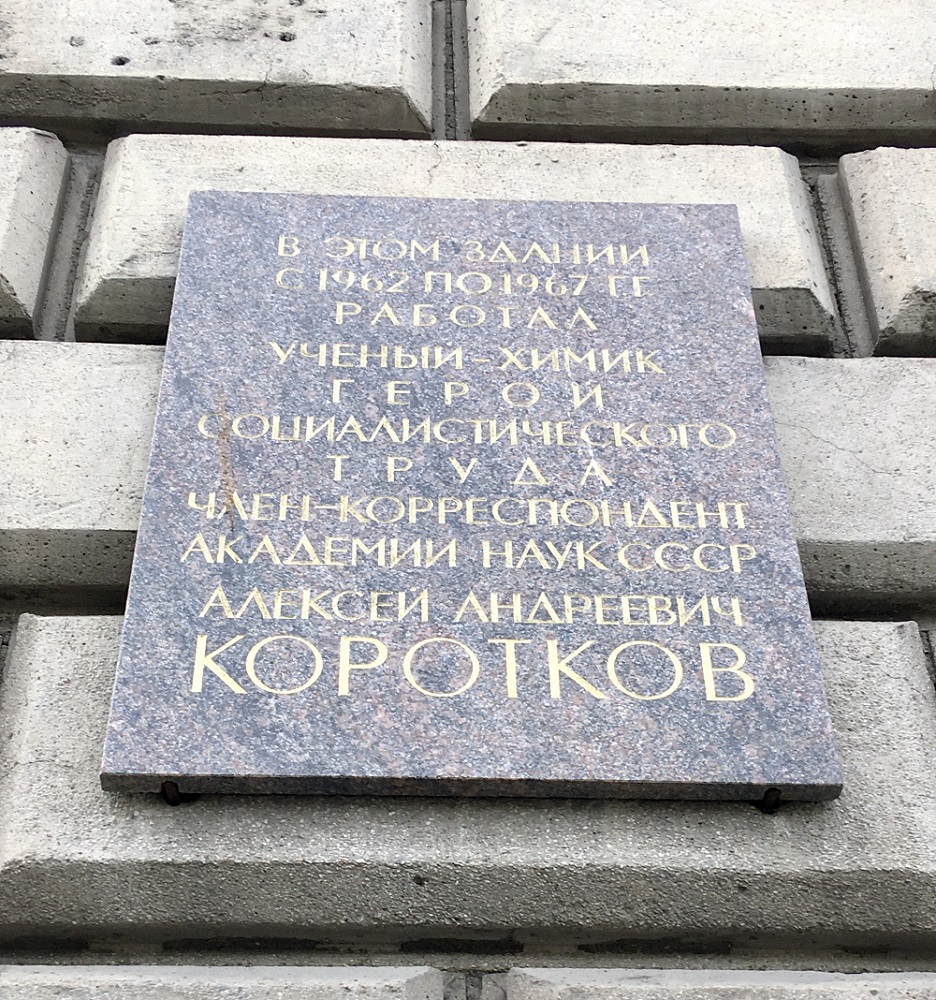 В ЭТОМ ЗДАНИИ
С 1962 ПО 1967 Г.Г.
РАБОТАЛ
УЧЕНЫЙ-ХИМИК
ГЕРОЙ
СОЦИАЛИСТИЧЕСКОГО
ТРУДА
ЧЛЕН-КОРРЕСПОНДЕНТ
АКАДЕМИИ НАУК СССР
АЛЕКСЕЙ АНДРЕЕВИЧ
КОРОТКОВ